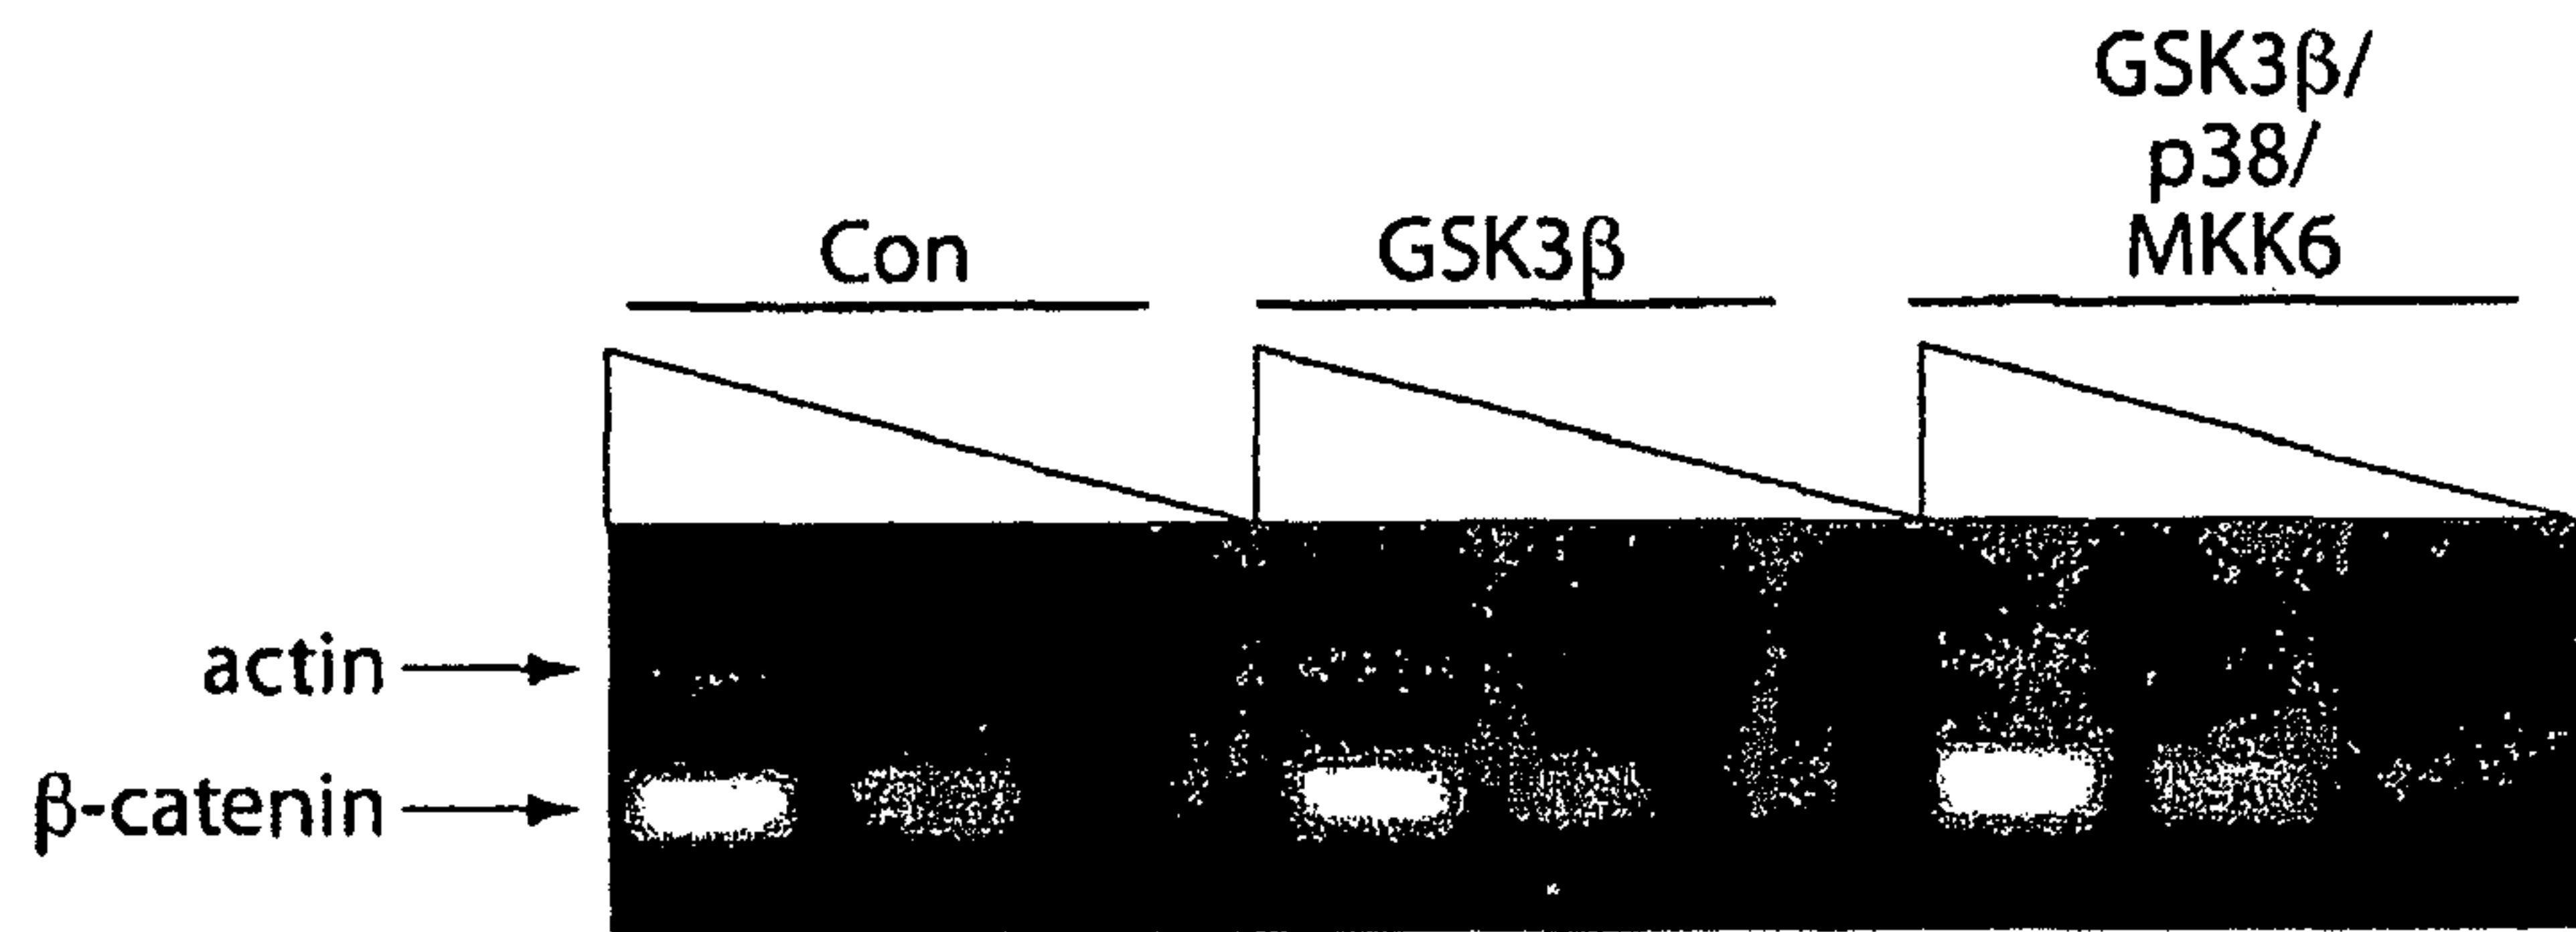 GSK3β/
p38/
MKK6
Con
GSK3β
actin
β-catenin